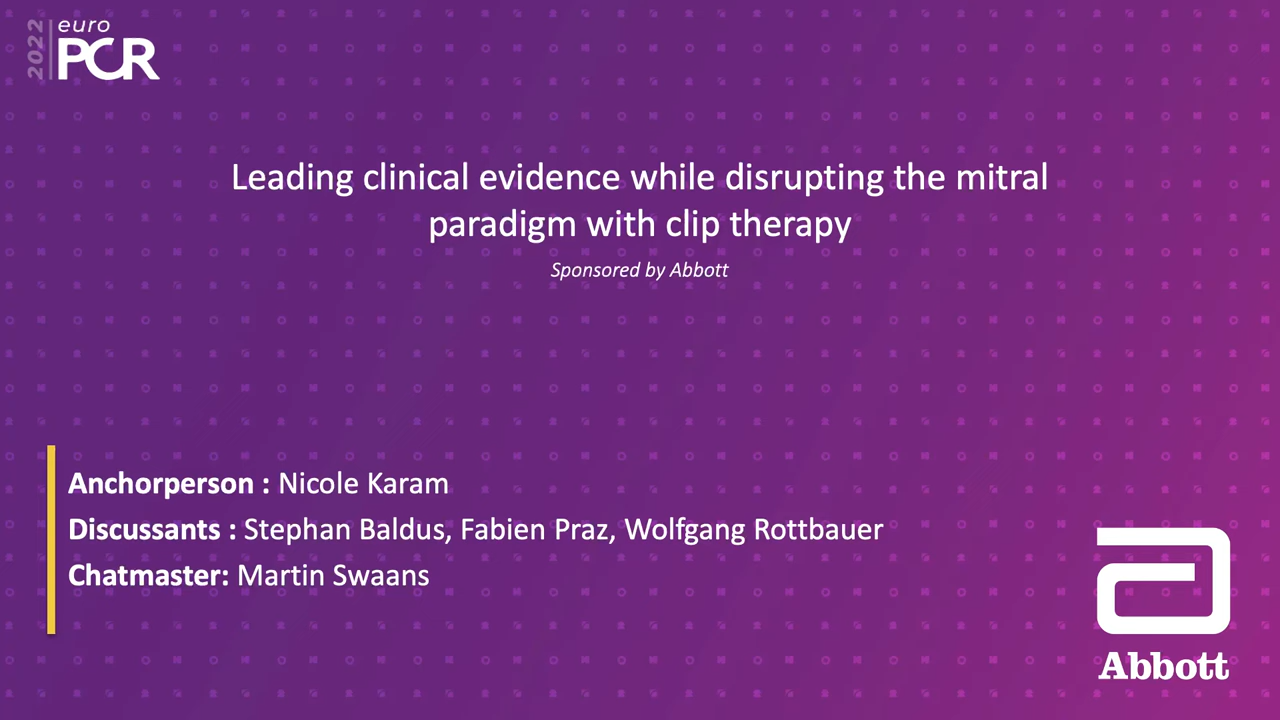 2022
euro
PCR
Leading clinical evidence while disrupting the mitral
paradigm with clip therapy
Sponsored by Abbott
Anchorperson : Nicole Karam
Discussants : Stephan Baldus, Fabien Praz, Wolfgang Rottbauer
Chatmaster: Martin Swaans
Abbott